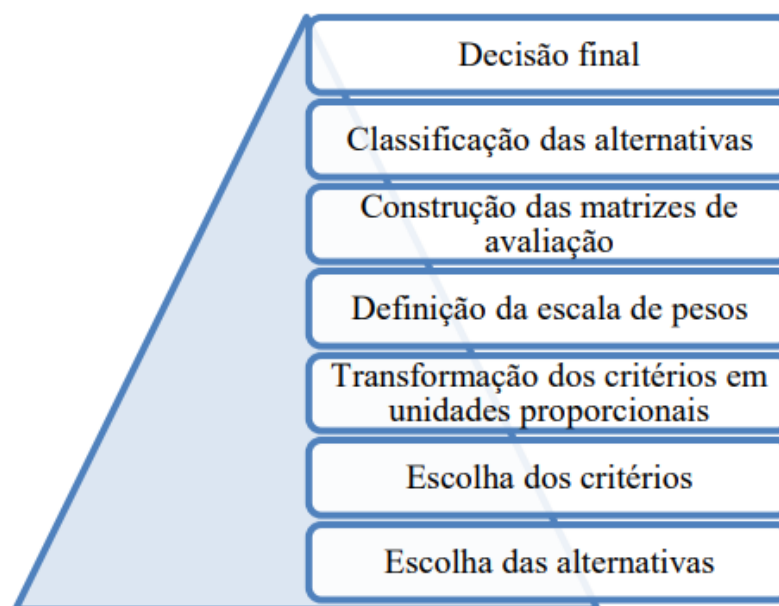 Decisão final
Classificação das alternativas
Construção das matrizes de
avaliação
Definição da escala de pesos
Transformação dos critérios em
unidades proporcionais
Escolha dos critérios
Escolha das alternativas